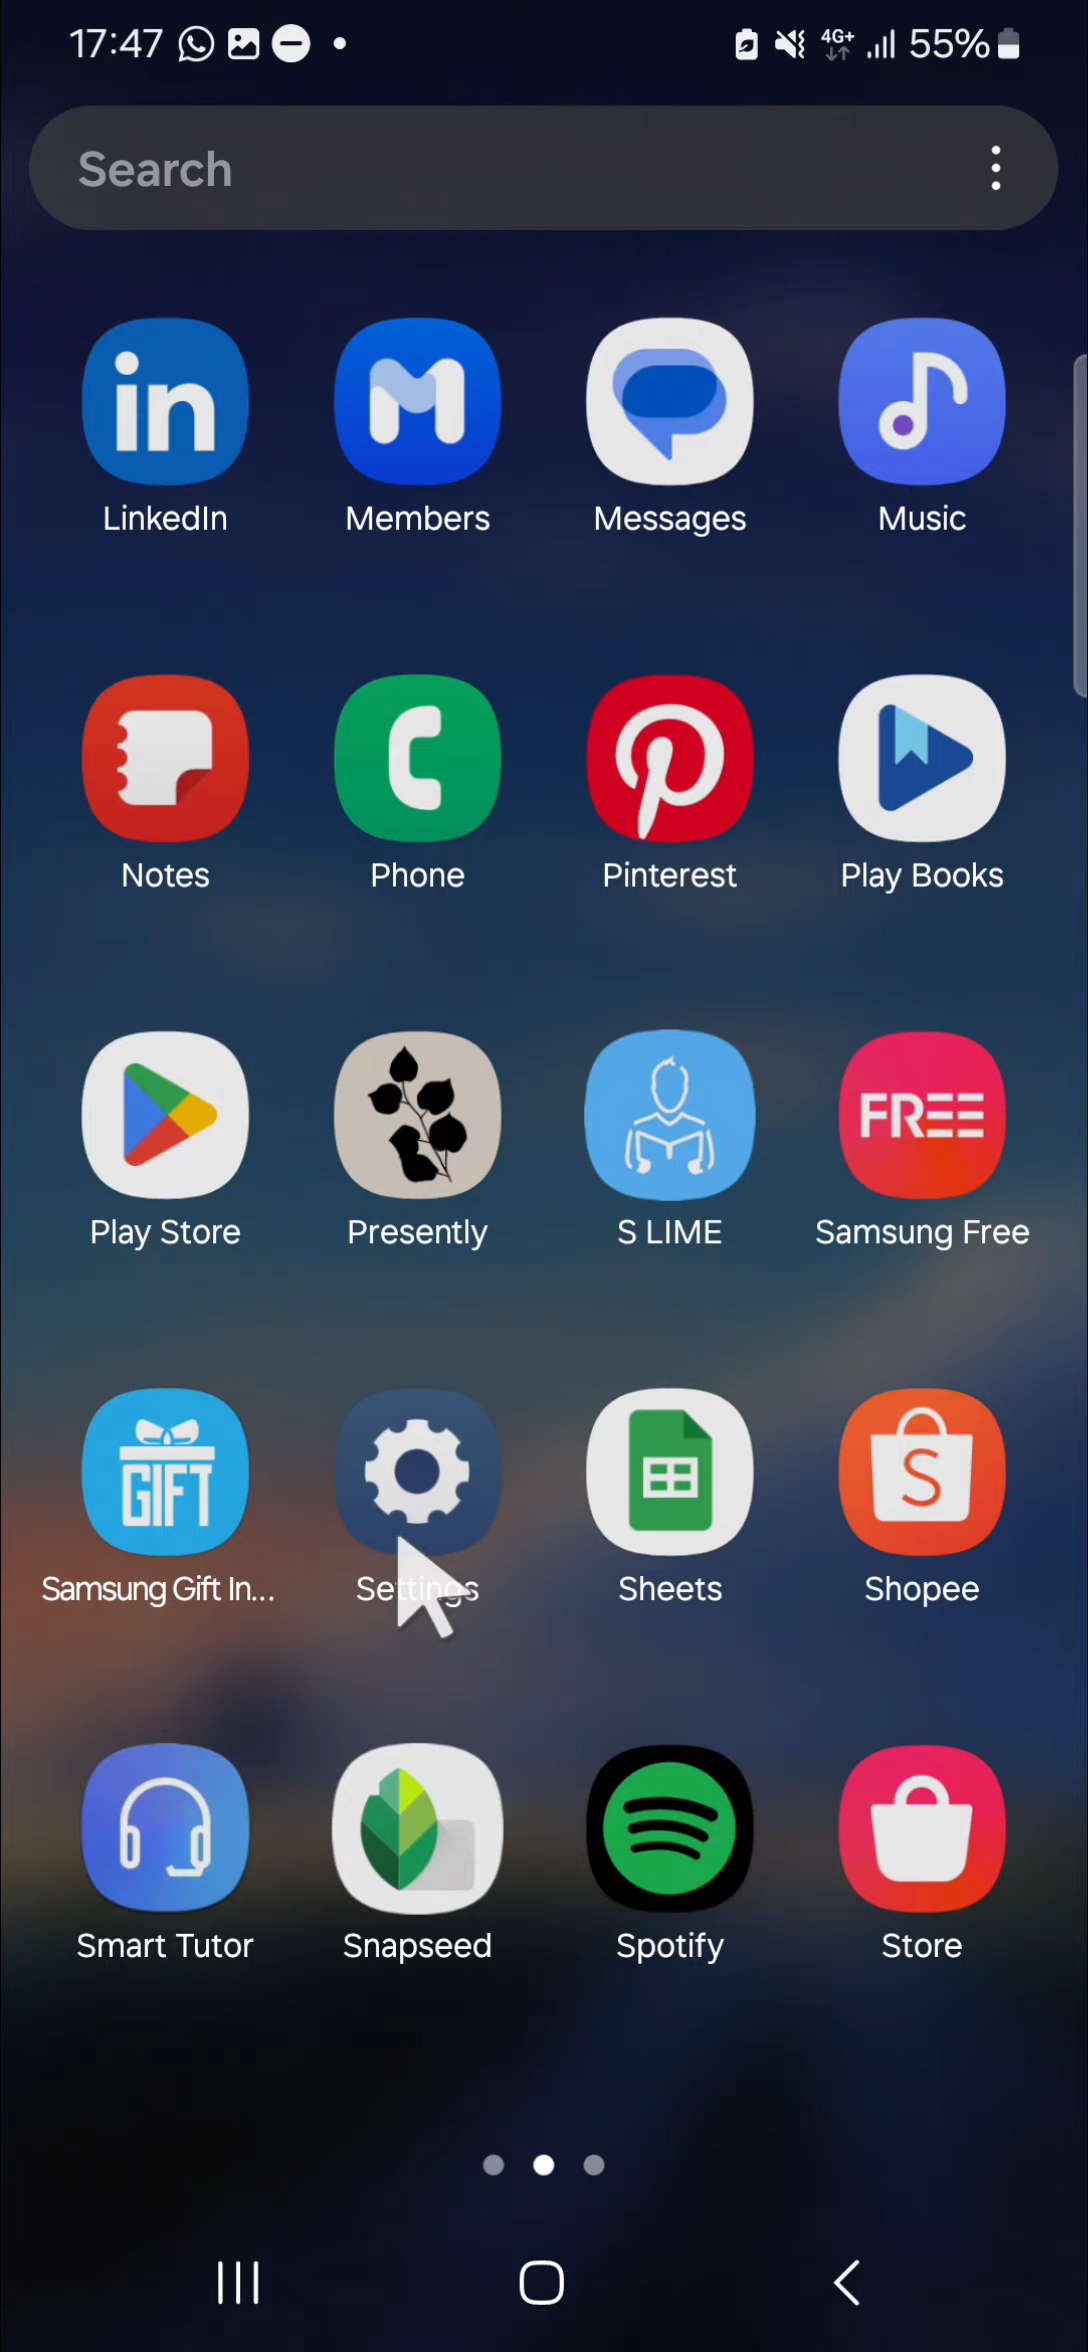 17:47 4G+ 55%
Search
in
LinkedIn Members Messages Music
Notes Phone Pinterest Play Books
FREE
Play Store Presently S LIME Samsung Free
GIFT S
Samsung Gift In... Settings Sheets Shopee
Smart Tutor Snapseed Spotify Store